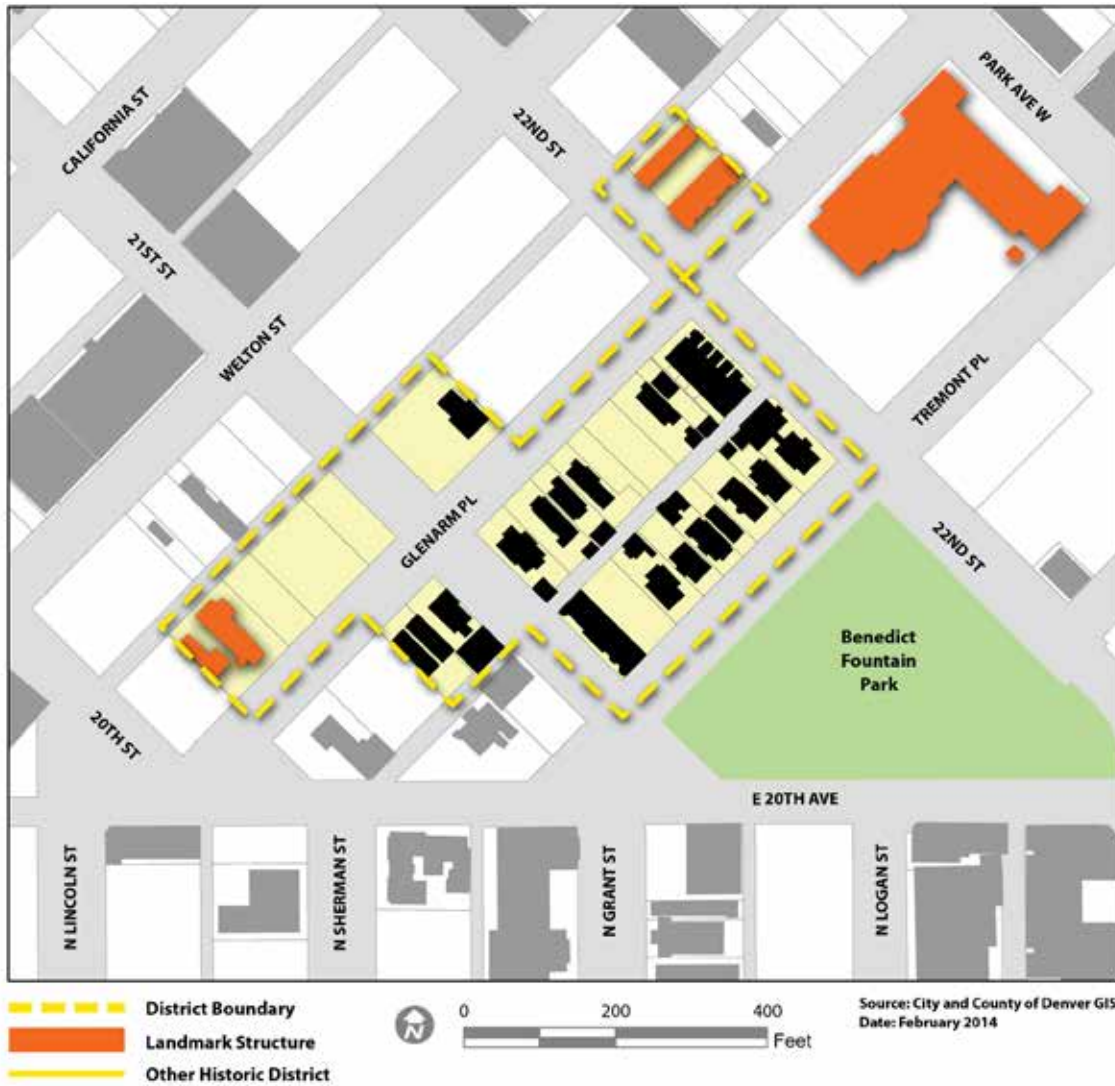 PARK AVE W
CALIFORNIA ST
22ND ST
21ST ST
WELTON ST
TREMONT PL
GLENARM PL
22ND ST
Benedict
Fountain
Park
20TH ST
E 20TH AVE
N LINCOLN ST
N SHERMAN ST
N GRANT ST
N LOGAN ST
District Boundary
Landmark Structure
Other Historic District
N
0 200 400
Feet
Source: City and County of Denver GIS
Date: February 2014